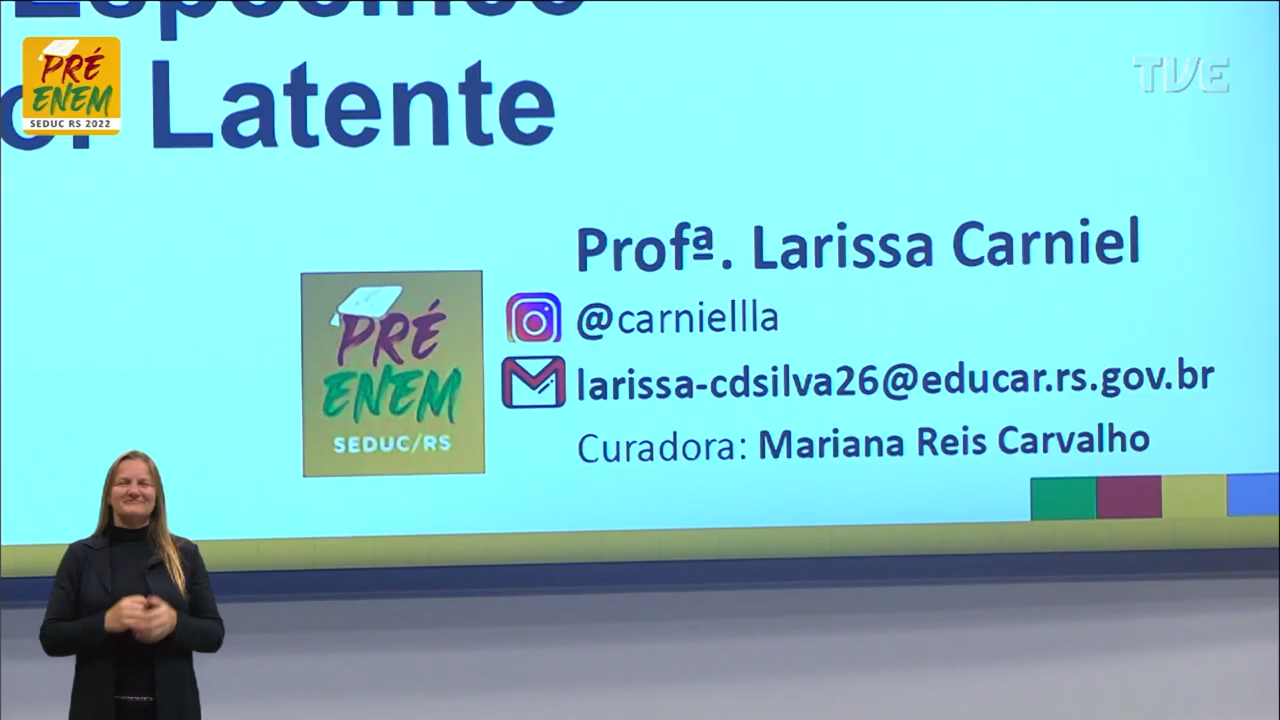 Específico
Latente
PRÉ
ENEM
SEDUC RS 2022
TVE
Profª. Larissa Carniel
@carniellla
larissa-cdsilva26@educar.rs.gov.br
Curadora: Mariana Reis Carvalho
PRÉ
ENEM
SEDUC/RS